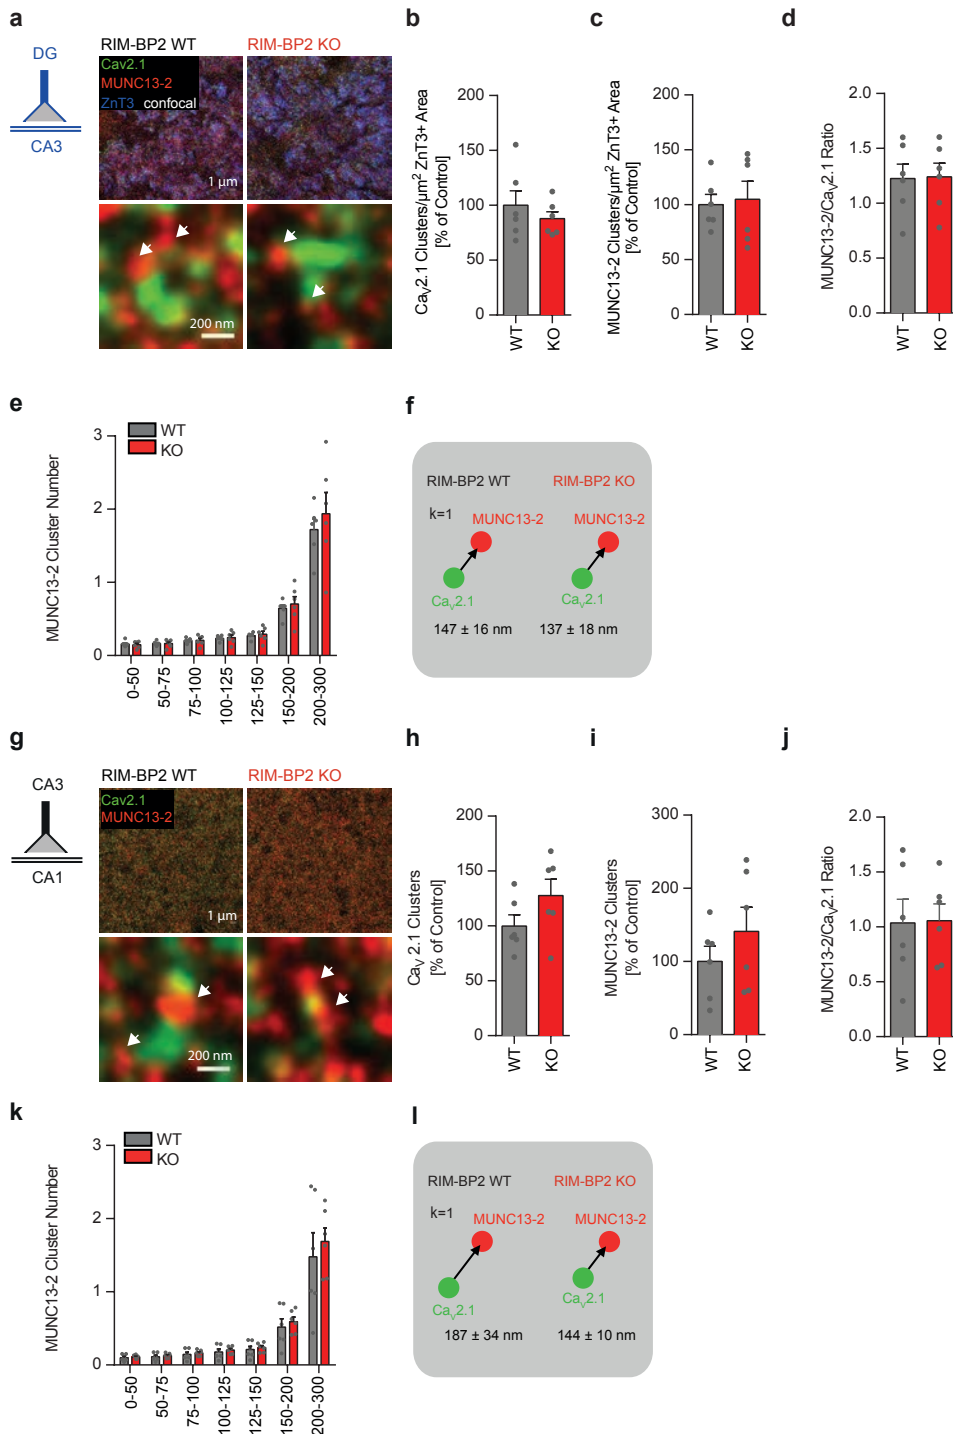 a
DG
CA3
RIM-BP2 WT
RIM-BP2 KO
Cav2.1
MUNC13-2
ZnT3 confocal
1 µm
200 nm
b
Cav2.1 Clusters/µm² ZnT3+ Area
[% of Control]
200
150
100
50
0
WT
KO
c
MUNC13-2 Clusters/µm² ZnT3+ Area
[% of Control]
200
150
100
50
0
WT
KO
d
MUNC13-2/Cav2.1 Ratio
2.0
1.5
1.0
0.5
0.0
WT
KO
e
WT
KO
MUNC13-2 Cluster Number
3
2
1
0
0-50
50-75
75-100
100-125
125-150
150-200
200-300
f
RIM-BP2 WT
RIM-BP2 KO
k=1
MUNC13-2
MUNC13-2
Cav2.1
Cav2.1
147 ± 16 nm
137 ± 18 nm
g
CA3
CA1
RIM-BP2 WT
RIM-BP2 KO
Cav2.1
MUNC13-2
1 µm
200 nm
h
Cav 2.1 Clusters
[% of Control]
200
150
100
50
0
WT
KO
i
MUNC13-2 Clusters
[% of Control]
300
200
100
0
WT
KO
j
MUNC13-2/Cav2.1 Ratio
2.0
1.5
1.0
0.5
0.0
WT
KO
k
WT
KO
MUNC13-2 Cluster Number
3
2
1
0
0-50
50-75
75-100
100-125
125-150
150-200
200-300
l
RIM-BP2 WT
RIM-BP2 KO
k=1
MUNC13-2
MUNC13-2
Cav2.1
Cav2.1
187 ± 34 nm
144 ± 10 nm